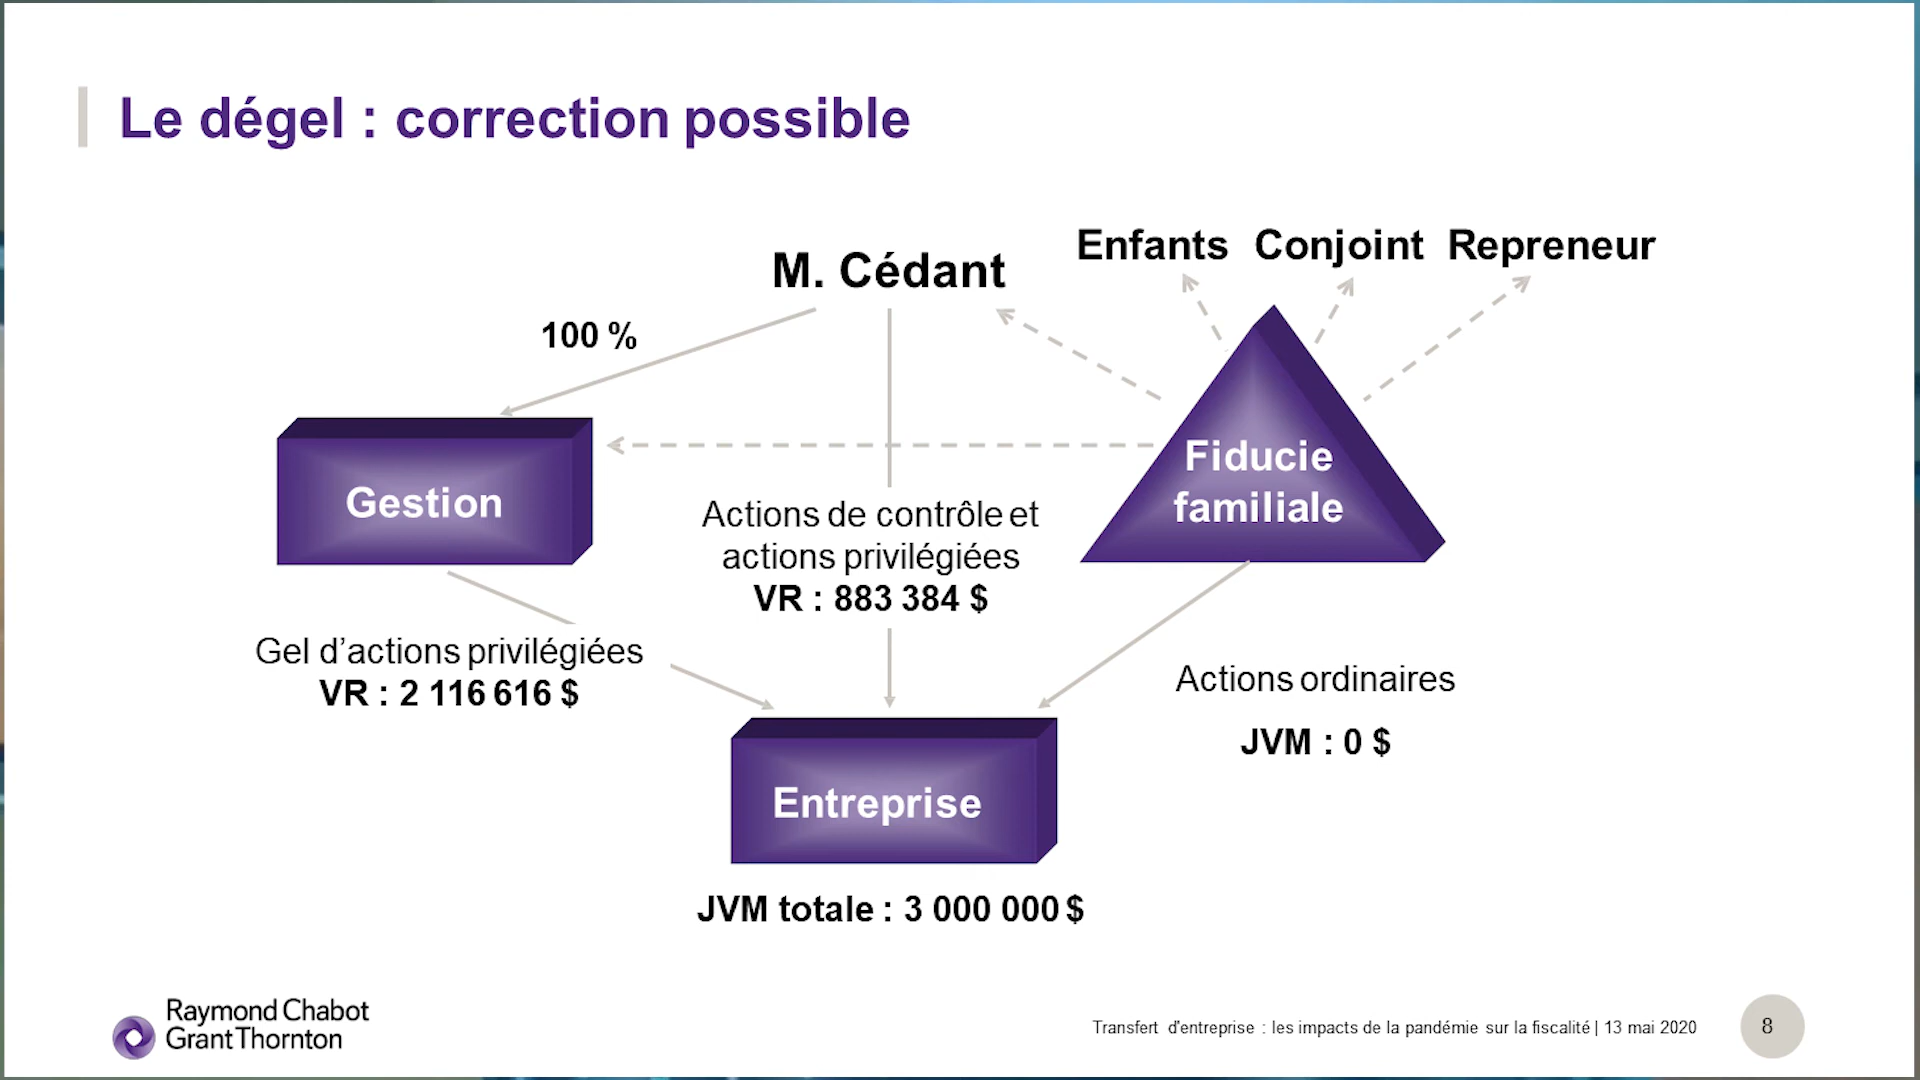 Le dégel : correction possible
Enfants Conjoint Repreneur
M. Cédant
100 %
Gestion
Fiducie
familiale
Actions de contrôle et
actions privilégiées
VR : 883 384 $
Gel d’actions privilégiées
VR : 2 116 616 $
Actions ordinaires
JVM : 0 $
Entreprise
JVM totale : 3 000 000 $
Raymond Chabot
Grant Thornton
Transfert d'entreprise : les impacts de la pandémie sur la fiscalité | 13 mai 2020
8